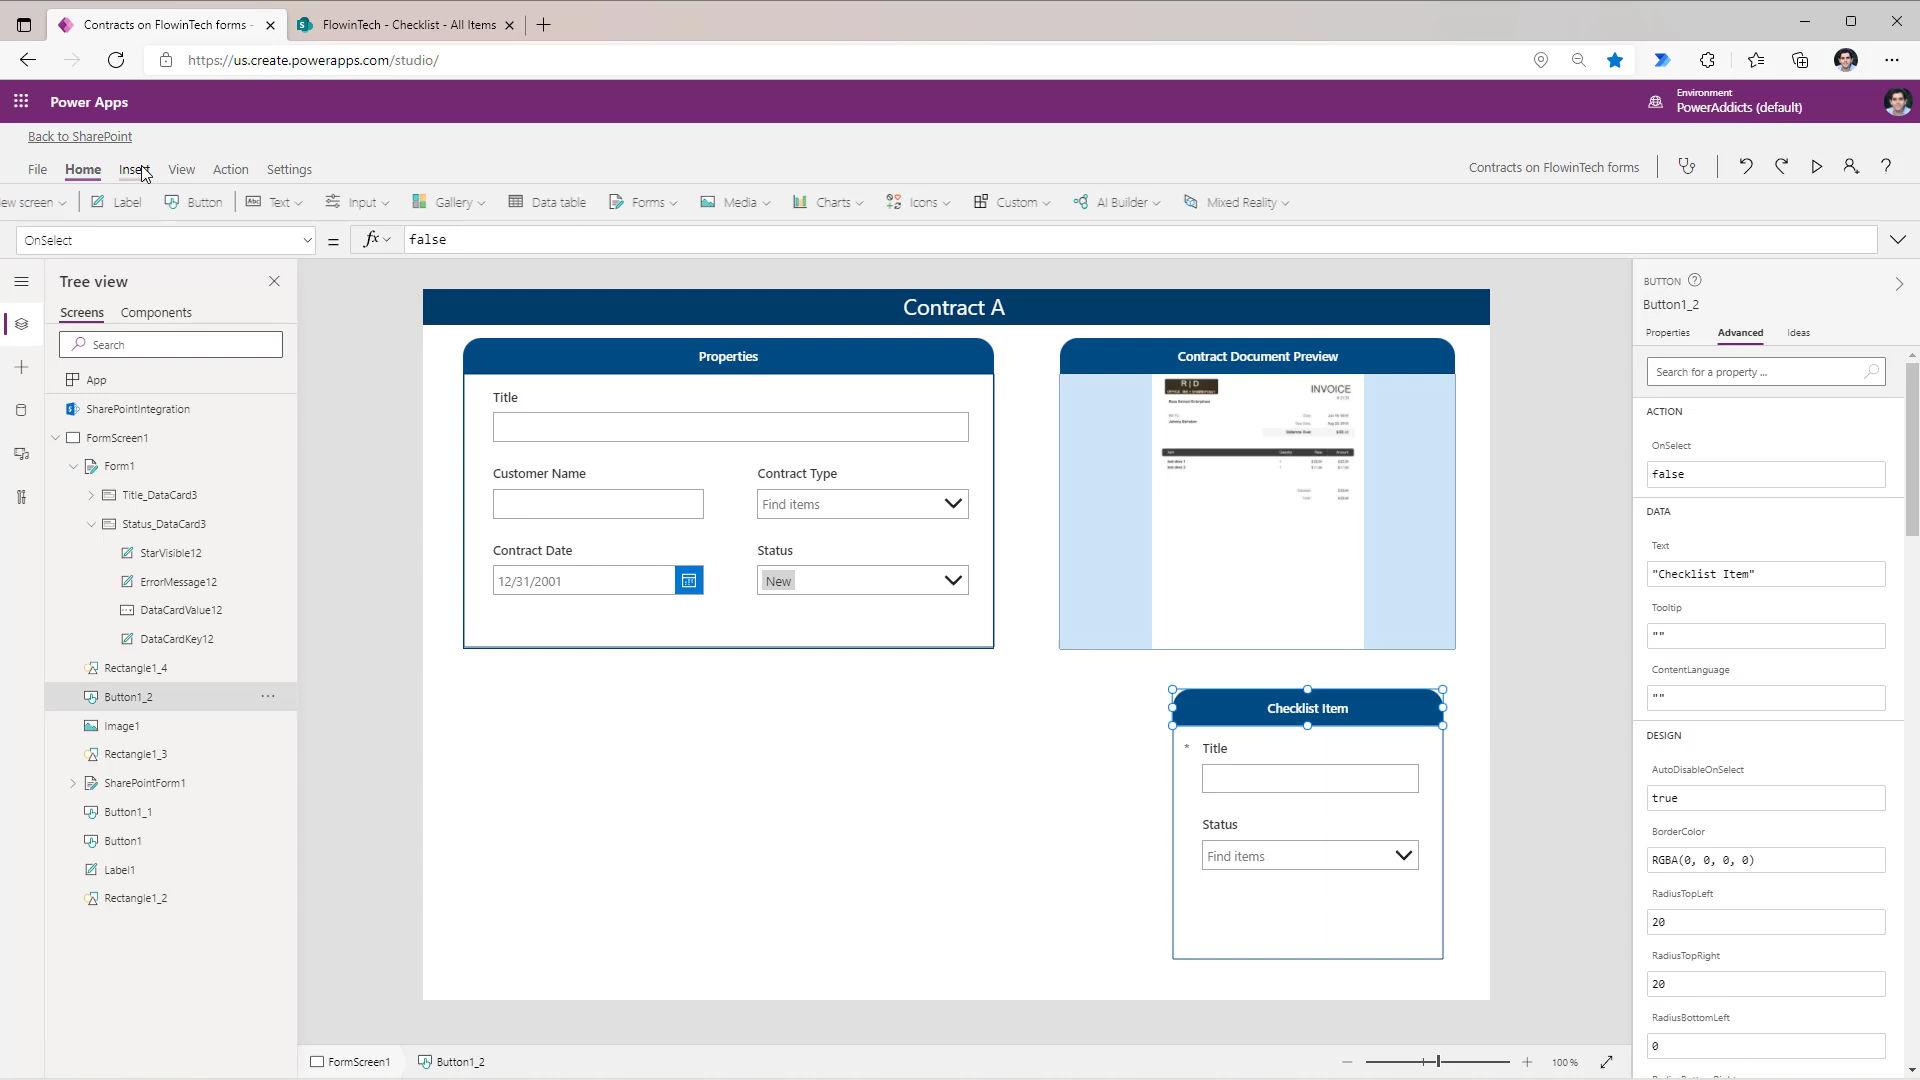 Contracts on FlowinTech forms -
FlowinTech - Checklist - All Items
https://us.create.powerapps.com/studio/
Power Apps
Environment
PowerAddicts (default)
Back to SharePoint
File Home Insert View Action Settings
Contracts on FlowinTech forms
ew screen Label Button Text Input Gallery Data table Forms Media Charts Icons Custom AI Builder Mixed Reality
OnSelect = fx false
Tree view
Screens Components
Search
App
SharePointIntegration
FormScreen1
Form1
Title_DataCard3
Status_DataCard3
StarVisible12
ErrorMessage12
DataCardValue12
DataCardKey12
Rectangle1_4
Button1_2
Image1
Rectangle1_3
SharePointForm1
Button1_1
Button1
Label1
Rectangle1_2
Contract A
Properties
Title
Customer Name Contract Type
Find items
Contract Date Status
12/31/2001 New
Contract Document Preview
R | D
INVOICE
Checklist Item
* Title
Status
Find items
BUTTON
Button1_2
Properties Advanced Ideas
Search for a property ...
ACTION
OnSelect
false
DATA
Text
"Checklist Item"
Tooltip
""
ContentLanguage
""
DESIGN
AutoDisableOnSelect
true
BorderColor
RGBA(0, 0, 0, 0)
RadiusTopLeft
20
RadiusTopRight
20
RadiusBottomLeft
0
FormScreen1 Button1_2
100 %